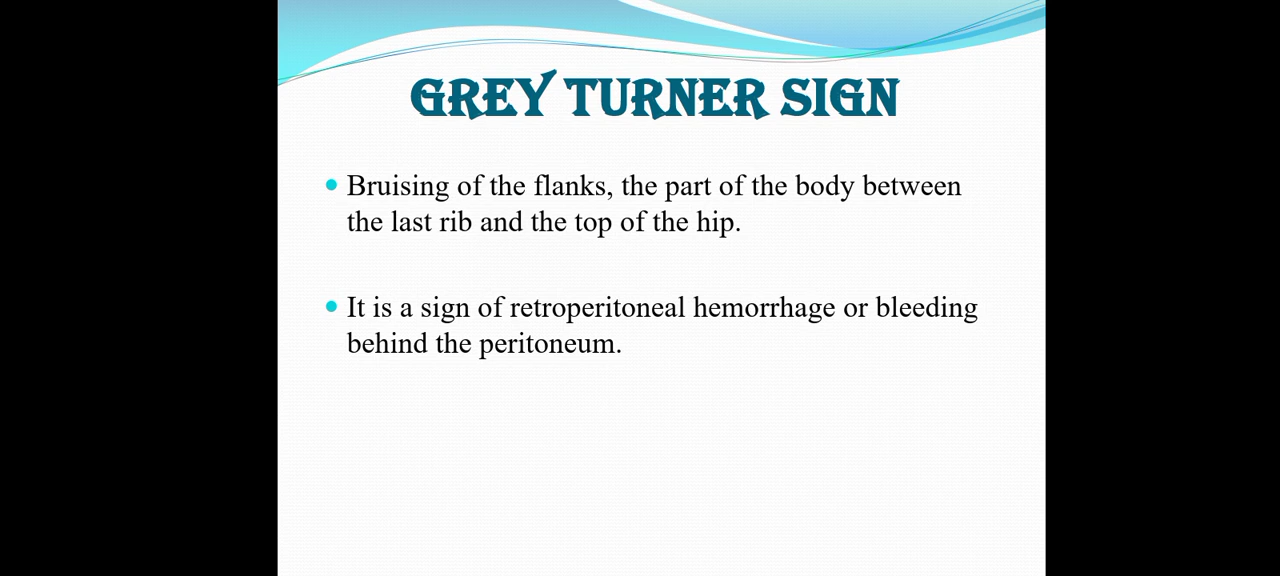 GREY TURNER SIGN
Bruising of the flanks, the part of the body between
the last rib and the top of the hip.
It is a sign of retroperitoneal hemorrhage or bleeding
behind the peritoneum.